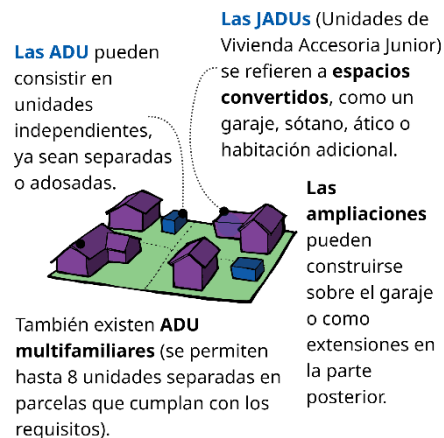 Las ADU pueden
consistir en
unidades
independientes,
ya sean separadas
o adosadas.
Las JADUs (Unidades de
Vivienda Accesoria Junior)
se refieren a espacios
convertidos, como un
garaje, sótano, ático o
habitación adicional.
Las
ampliaciones
pueden
construirse
sobre el garaje
o como
extensiones en
la parte
posterior.
También existen ADU
multifamiliares (se permiten
hasta 8 unidades separadas en
parcelas que cumplan con los
requisitos).